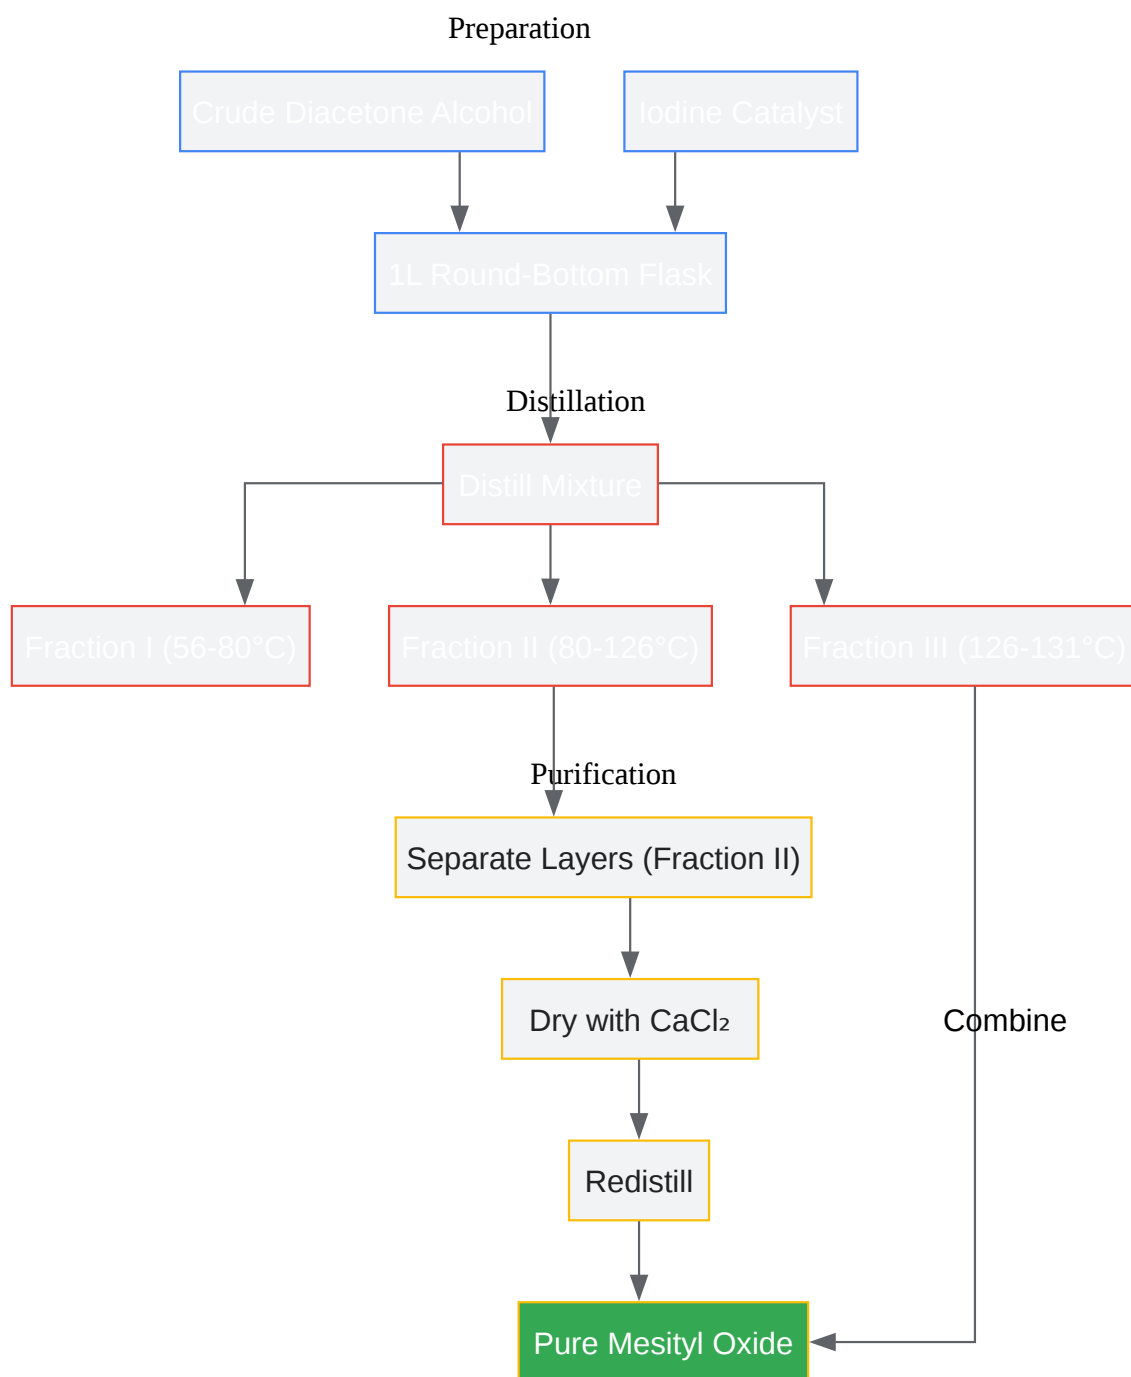 Preparation
Crude Diacetone Alcohol
Iodine Catalyst
1L Round-Bottom Flask
Distillation
Distill Mixture
Fraction I (56-80°C)
Fraction II (80-126°C)
Fraction III (126-131°C)
Purification
Separate Layers (Fraction II)
Dry with CaCl₂
Combine
Redistill
Pure Mesityl Oxide